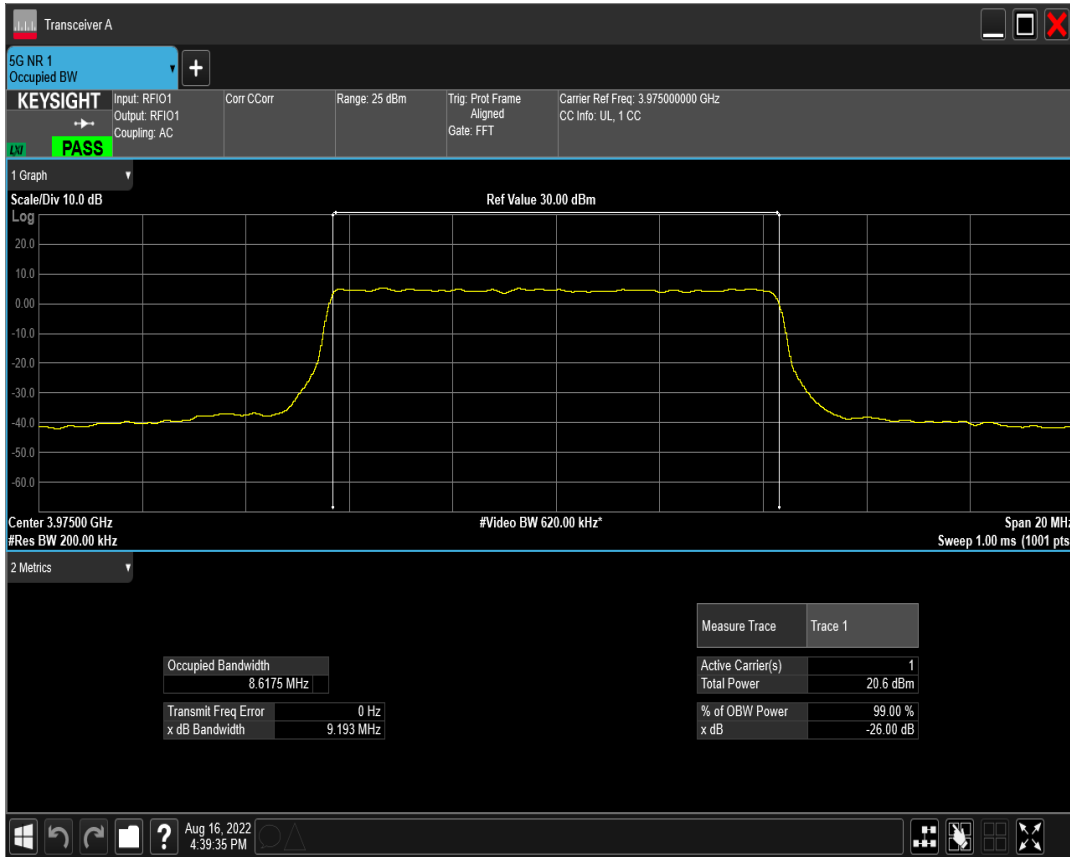 Transceiver A
5G NR 1
Occupied BW
+
KEYSIGHT
LXI
PASS
Input: RFIO1
Output: RFIO1
Coupling: AC
Corr CCorr
Range: 25 dBm
Trig: Prot Frame
Aligned
Gate: FFT
Carrier Ref Freq: 3.975000000 GHz
CC Info: UL, 1 CC
1 Graph
Scale/Div 10.0 dB
Ref Value 30.00 dBm
Log
20.0
10.0
0.00
-10.0
-20.0
-30.0
-40.0
-50.0
-60.0
Center 3.97500 GHz
#Video BW 620.00 kHz*
Span 20 MHz
#Res BW 200.00 kHz
Sweep 1.00 ms (1001 pts
2 Metrics
Measure Trace
Trace 1
Occupied Bandwidth
8.6175 MHz
Active Carrier(s)
1
Total Power
20.6 dBm
Transmit Freq Error
0 Hz
x dB Bandwidth
9.193 MHz
% of OBW Power
99.00 %
x dB
-26.00 dB
?
Aug 16, 2022
4:39:35 PM